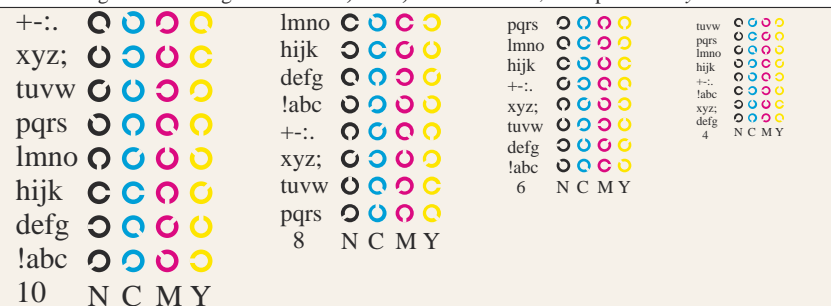 +-:.
xyz;
tuvw
pqrs
lmno
hijk
defg
!abc
10 N C M Y
lmno
hijk
defg
!abc
+-:.
xyz;
tuvw
pqrs
8 N C M Y
pqrs
lmno
hijk
+-:.
xyz;
tuvw
defg
!abc
6 N C M Y
tuvw
pqrs
lmno
hijk
+-:.
!abc
xyz;
defg
4 N C M Y